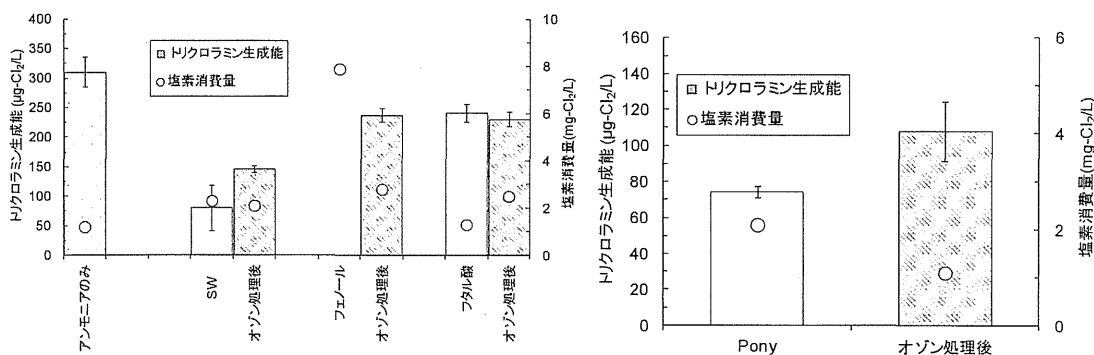 トリクロラミン生成能 (μg-Cl₂/L)
400
350
300
250
200
150
100
50
0
トリクロラミン生成能
塩素消費量
10
8
6
4
2
0
塩素消費量(mg-Cl₂/L)
アンモニアのみ
SW
オゾン処理後
フェノール
オゾン処理後
フタル酸
オゾン処理後
トリクロラミン生成能 (μg-Cl₂/L)
160
140
120
100
80
60
40
20
0
トリクロラミン生成能
塩素消費量
6
4
2
0
塩素消費量(mg-Cl₂/L)
Pony
オゾン処理後